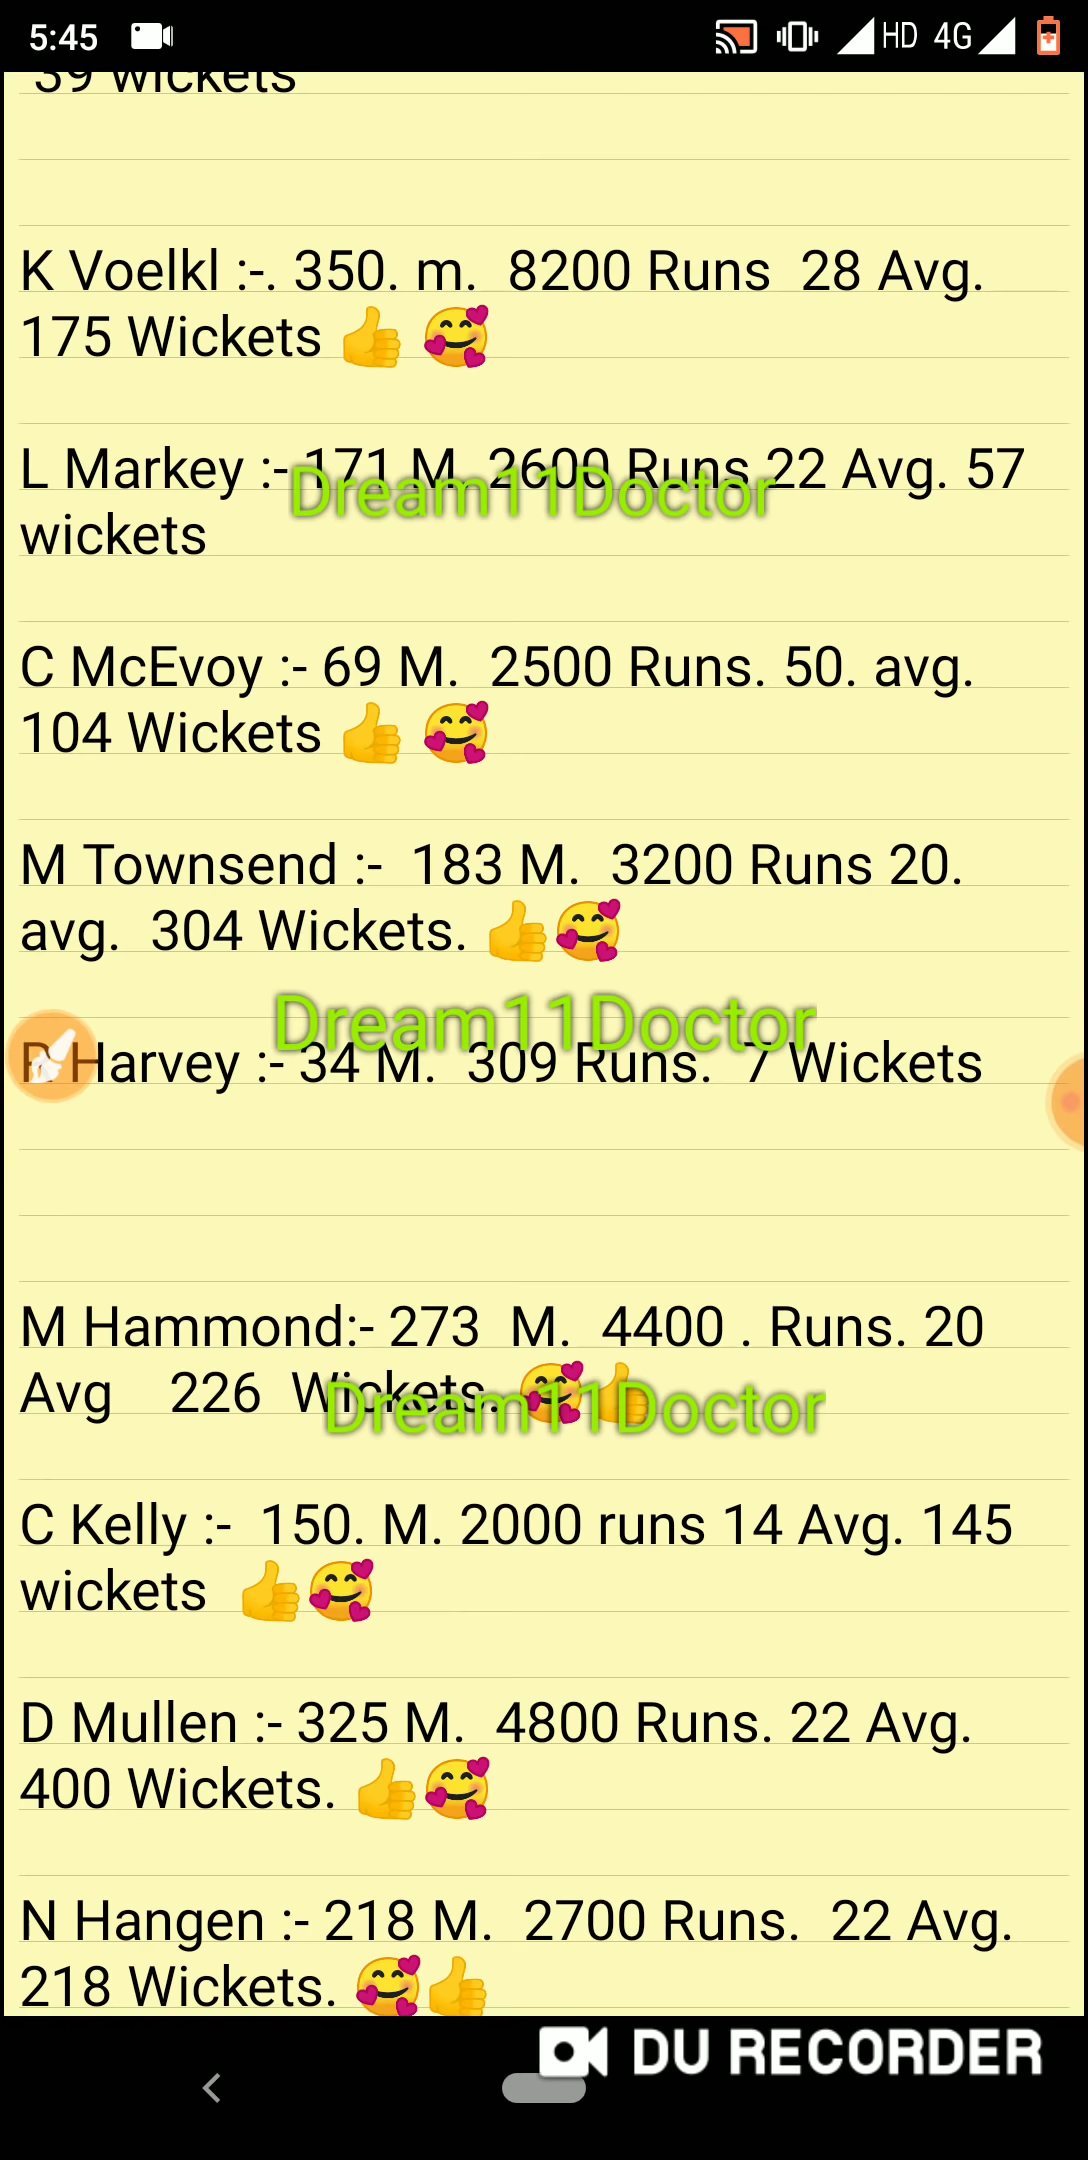 5:45 HD 4G
39 wickets
K Voelkl :-. 350. m. 8200 Runs 28 Avg.
175 Wickets 👍 🥰
L Markey :- 171 M. 2600 Runs 22 Avg. 57
Dream11Doctor
wickets
C McEvoy :- 69 M. 2500 Runs. 50. avg.
104 Wickets 👍 🥰
M Townsend :- 183 M. 3200 Runs 20.
avg. 304 Wickets. 👍🥰
Dream11Doctor
Harvey :- 34 M. 309 Runs. 7 Wickets
M Hammond:- 273 M. 4400 . Runs. 20
Avg 226 Wickets. 🥰👍
Dream11Doctor
C Kelly :- 150. M. 2000 runs 14 Avg. 145
wickets 👍🥰
D Mullen :- 325 M. 4800 Runs. 22 Avg.
400 Wickets. 👍🥰
N Hangen :- 218 M. 2700 Runs. 22 Avg.
218 Wickets. 🥰👍
DU RECORDER